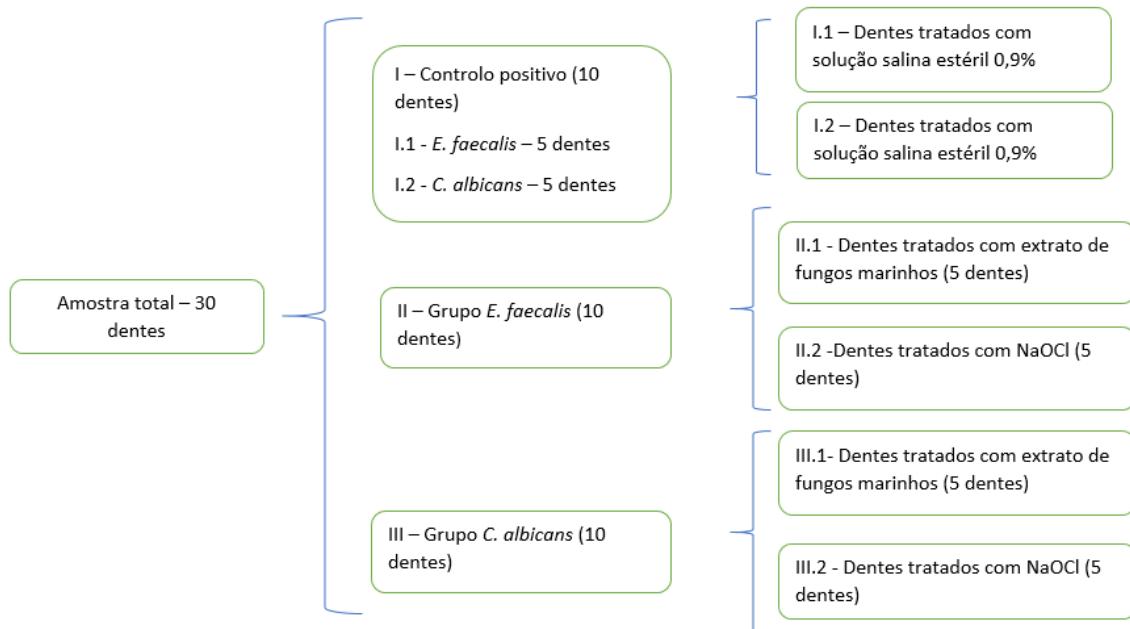 Amostra total – 30
dentes
I – Controlo positivo (10
dentes)
I.1 - E. faecalis – 5 dentes
I.2 - C. albicans – 5 dentes
I.1 – Dentes tratados com
solução salina estéril 0,9%
I.2 – Dentes tratados com
solução salina estéril 0,9%
II – Grupo E. faecalis (10
dentes)
II.1 - Dentes tratados com extrato de
fungos marinhos (5 dentes)
II.2 -Dentes tratados com NaOCl (5
dentes)
III – Grupo C. albicans (10
dentes)
III.1- Dentes tratados com extrato de
fungos marinhos (5 dentes)
III.2 - Dentes tratados com NaOCl (5
dentes)